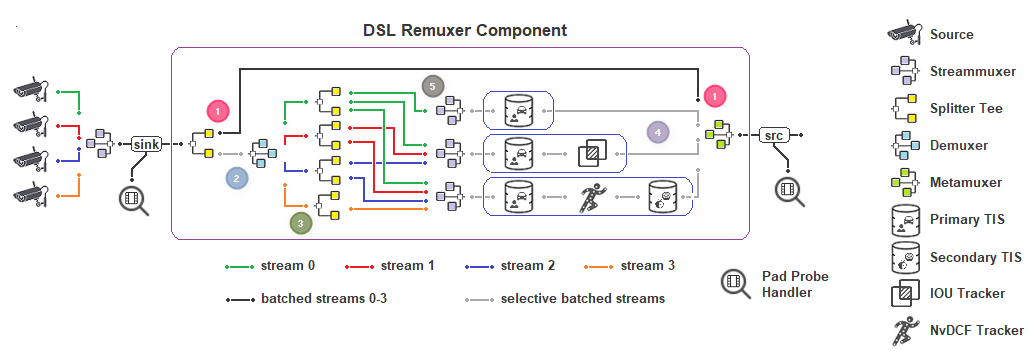 DSL Remuxer Component
Source
Streammuxer
Splitter Tee
Demuxer
Metamuxer
Primary TIS
Secondary TIS
IOU Tracker
NvDCF Tracker
sink
1
2
3
5
4
1
src
stream 0
stream 1
stream 2
stream 3
batched streams 0-3
selective batched streams
Pad Probe
Handler